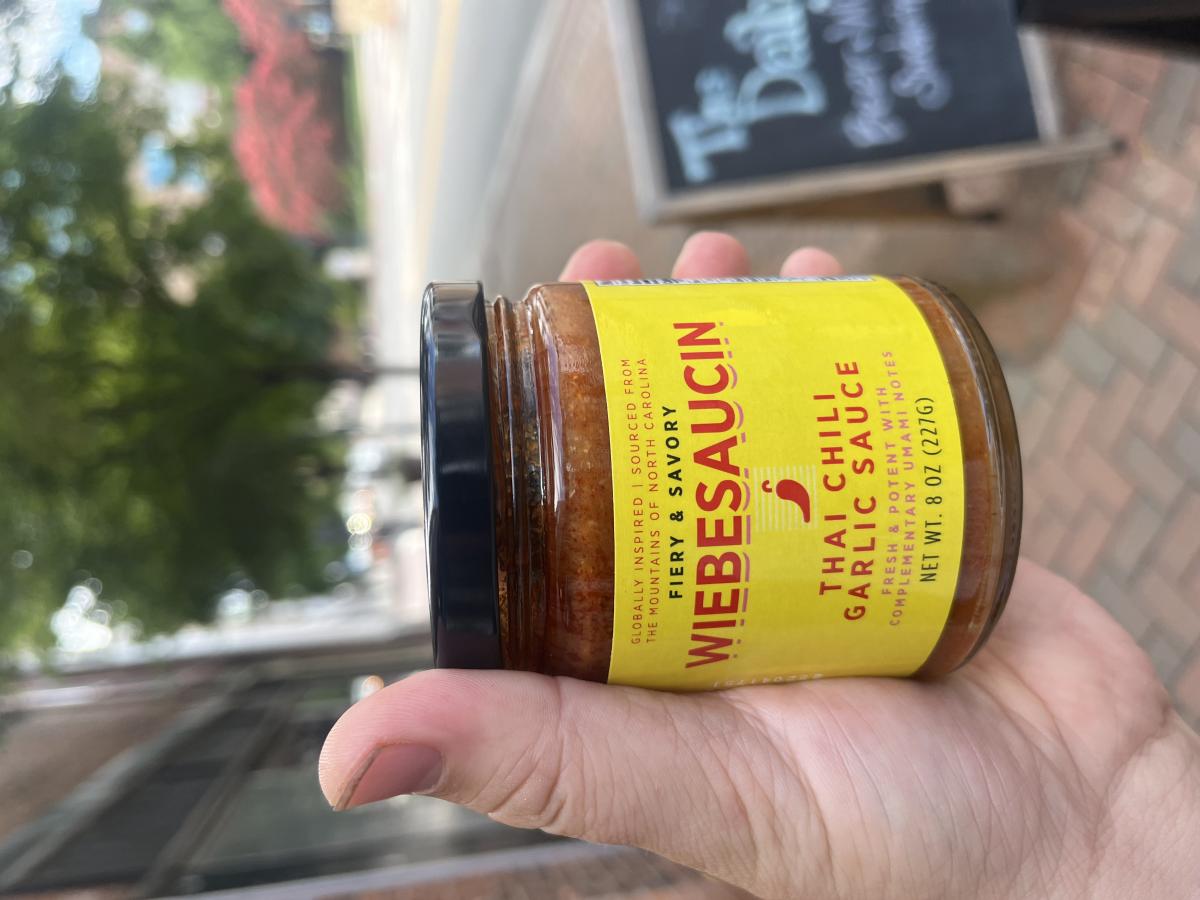 GLOBALLY INSPIRED | SOURCED FROM
THE MOUNTAINS OF NORTH CAROLINA
FIERY & SAVORY
WIEBESAUCIN
THAI CHILI
GARLIC SAUCE
FRESH & POTENT WITH
COMPLEMENTARY UMAMI NOTES
NET WT. 8 OZ (227G)
The